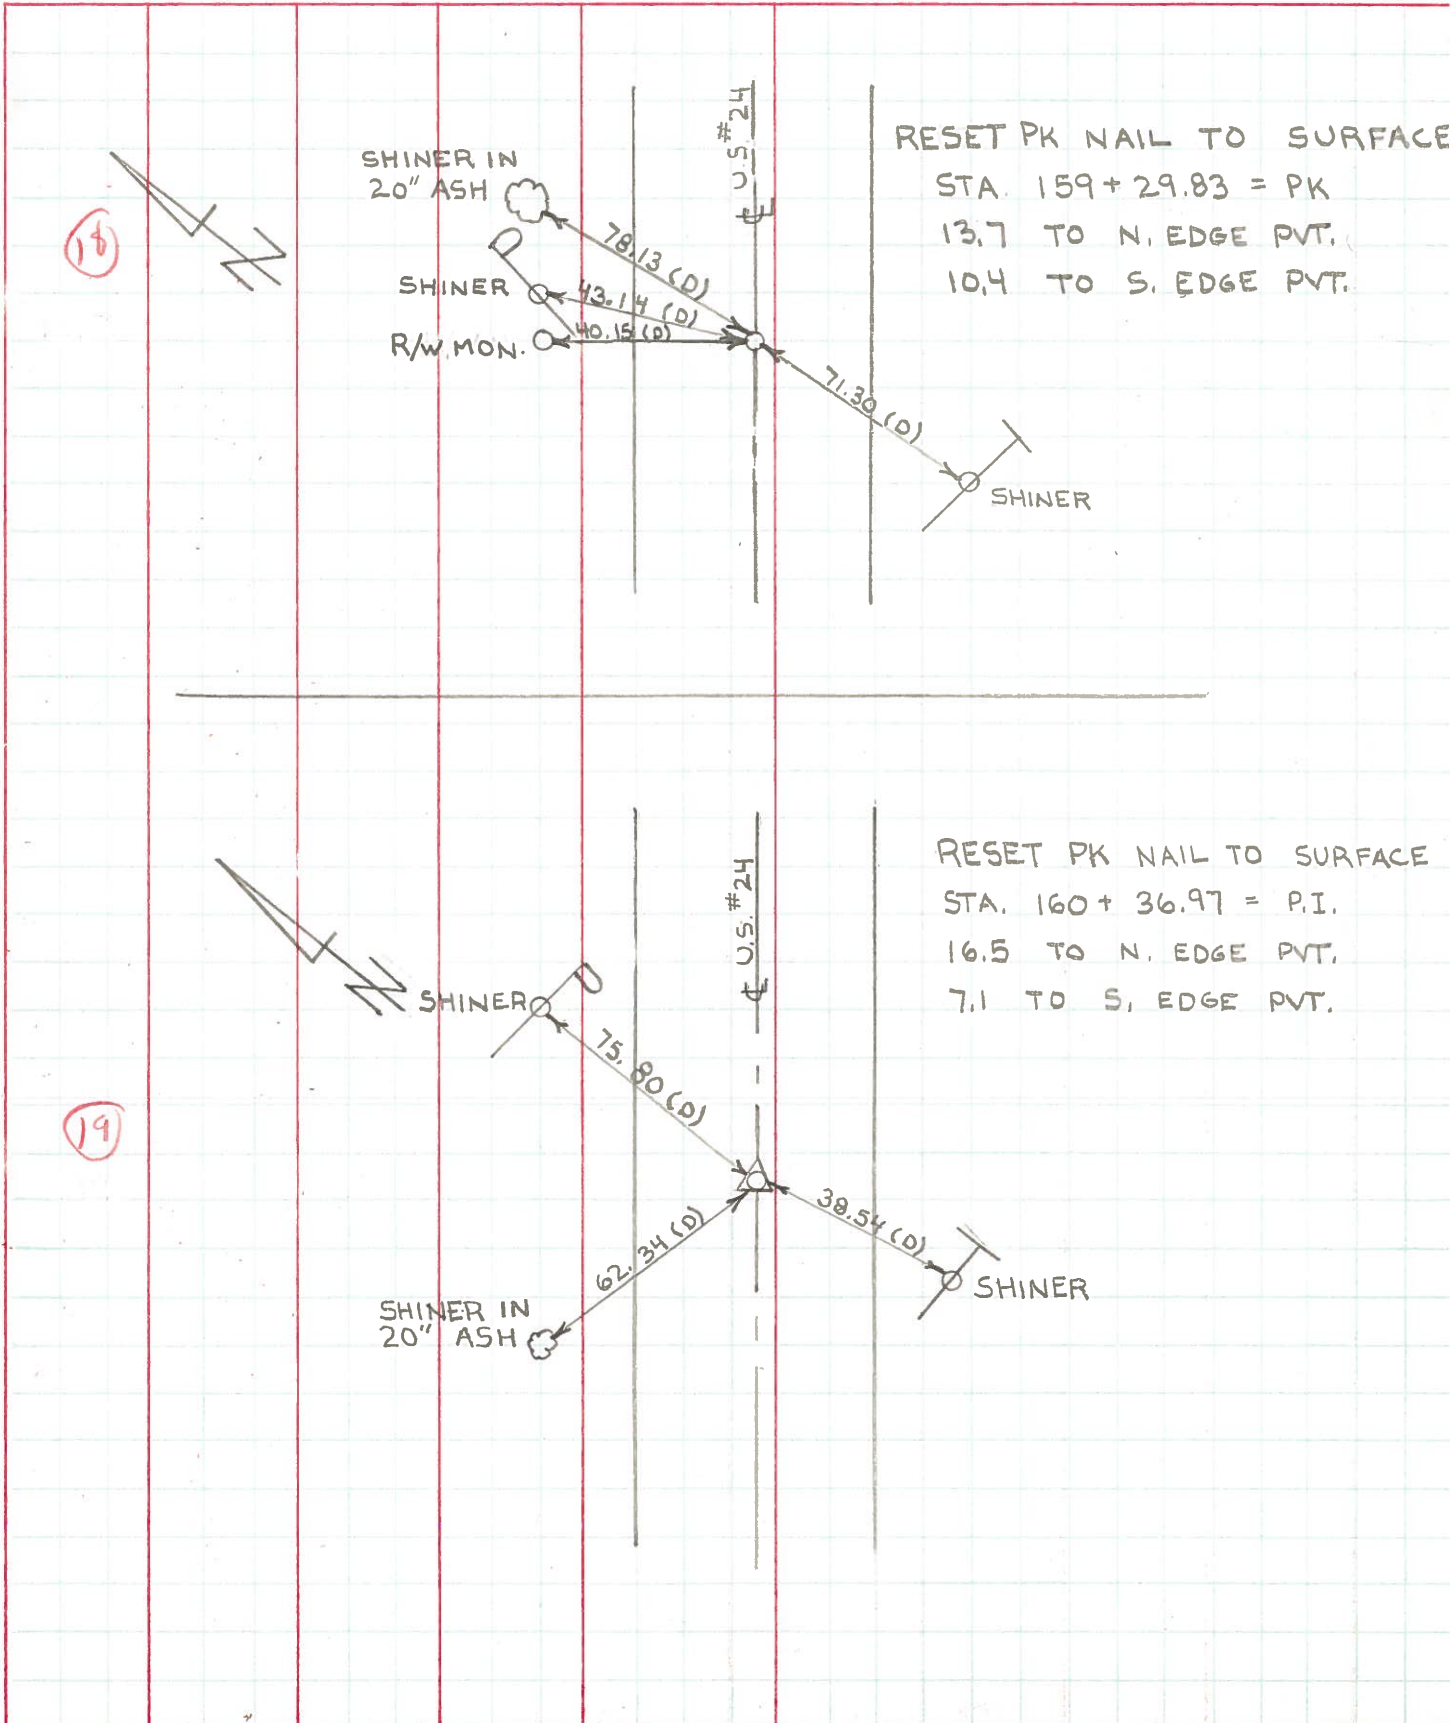 18
N
SHINER IN
20" ASH
SHINER
R/W MON.
78.13 (D)
43.14 (D)
40.15 (D)
71.30 (D)
SHINER
℄ U.S. #24
RESET PK NAIL TO SURFACE
STA. 159 + 29.83 = PK
13.7 TO N. EDGE PVT.
10.4 TO S. EDGE PVT.
19
N
SHINER
75.80 (D)
62.34 (D)
38.54 (D)
SHINER IN
20" ASH
SHINER
℄ U.S. #24
RESET PK NAIL TO SURFACE
STA. 160 + 36.97 = P.I.
16.5 TO N. EDGE PVT.
7.1 TO S. EDGE PVT.